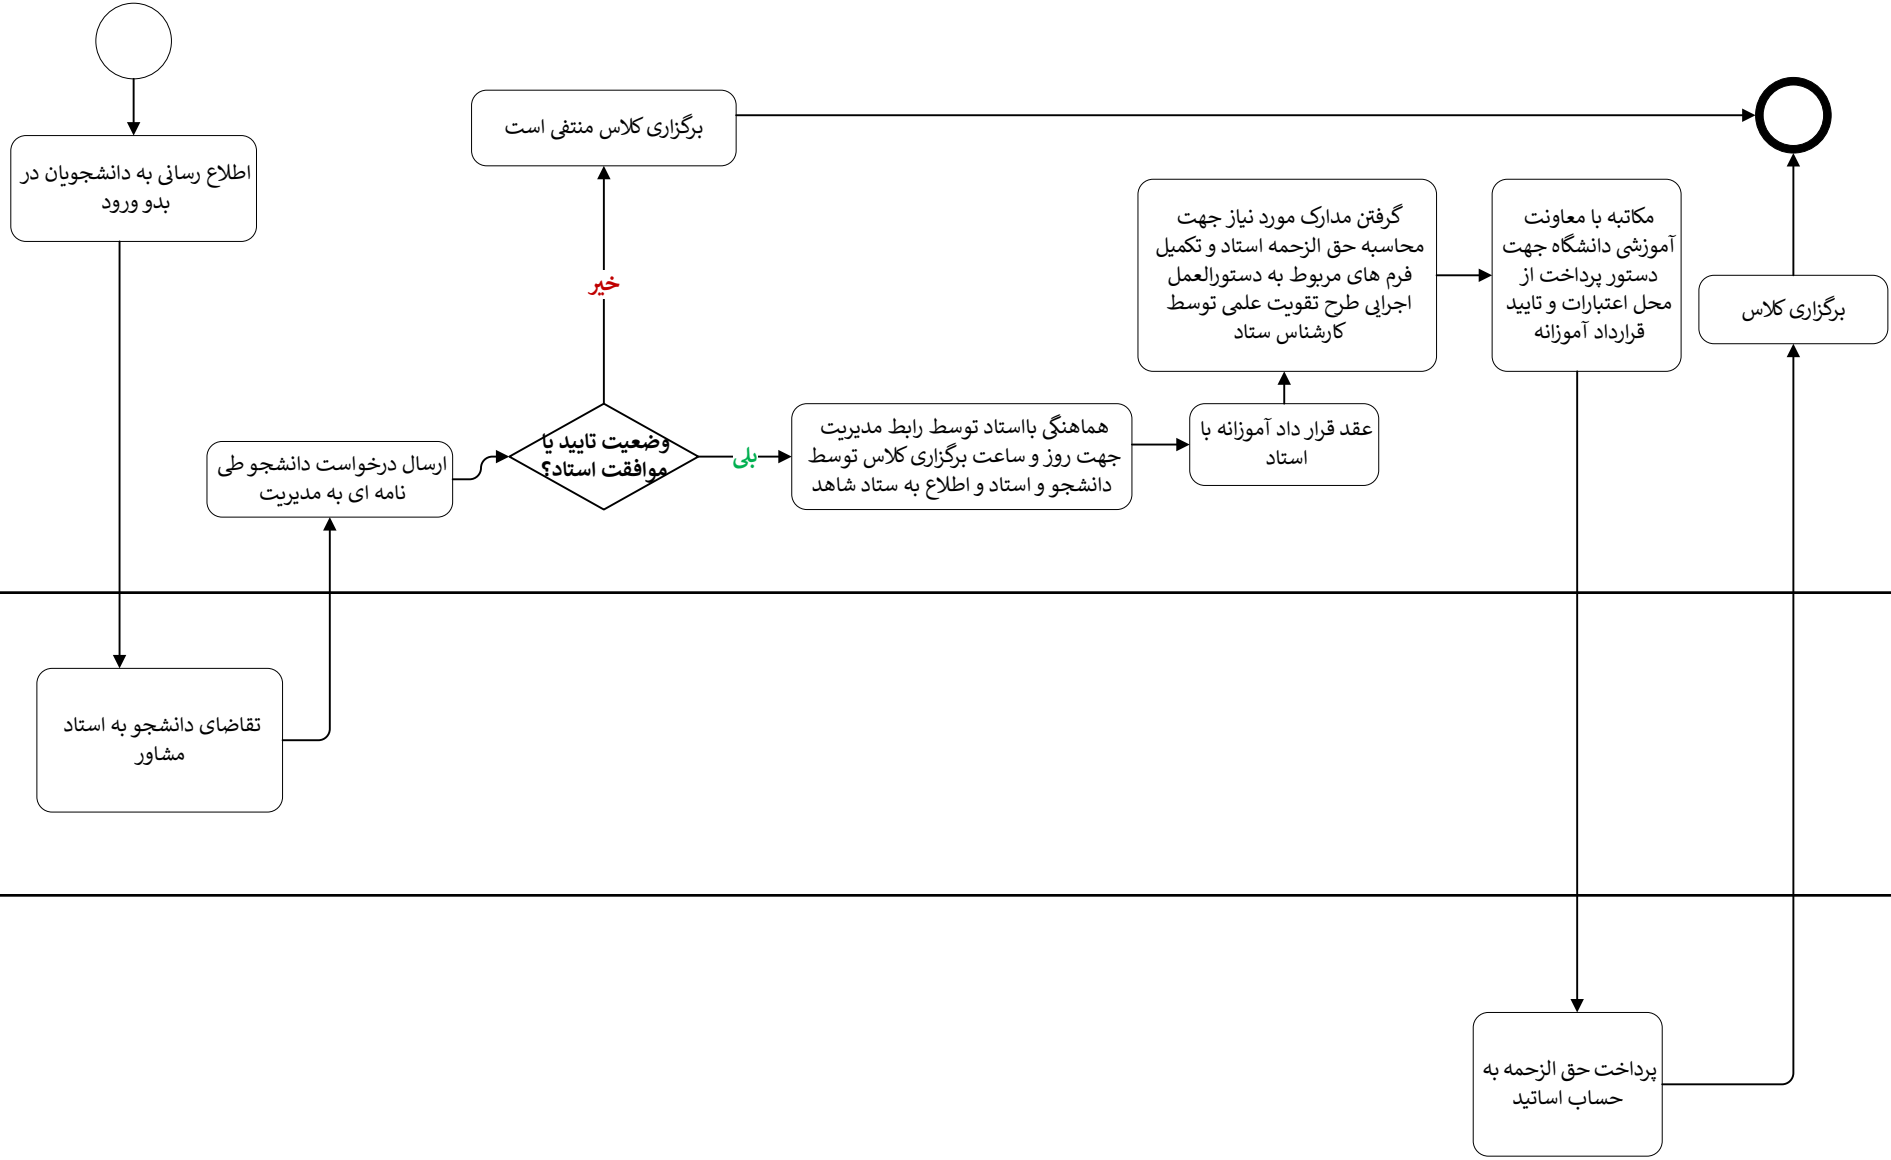 اطلاع رسانی به دانشجویان در
بدو ورود
تقاضای دانشجو به استاد
مشاور
ارسال درخواست دانشجو طی
نامه ای به مدیریت
وضعیت تایید یا
موافقت استاد؟
خیر
برگزاری کلاس منتفی است
بلی
هماهنگی بااستاد توسط رابط مدیریت
جهت روز و ساعت برگزاری کلاس توسط
دانشجو و استاد و اطلاع به ستاد شاهد
عقد قرار داد آموزانه با
استاد
گرفتن مدارک مورد نیاز جهت
محاسبه حق الزحمه استاد و تکمیل
فرم های مربوط به دستورالعمل
اجرایی طرح تقویت علمی توسط
کارشناس ستاد
مکاتبه با معاونت
آموزشی دانشگاه جهت
دستور پرداخت از
محل اعتبارات و تایید
قرارداد آموزانه
پرداخت حق الزحمه به
حساب اساتید
برگزاری کلاس